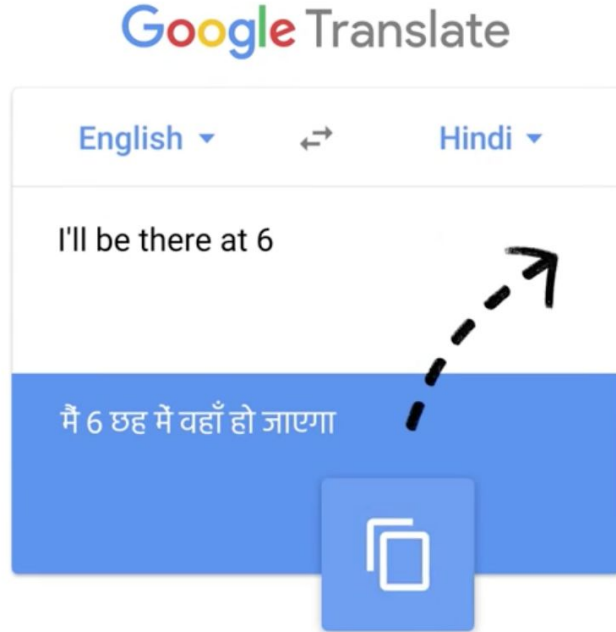 Google Translate
English Hindi
I'll be there at 6
मैं 6 छह में वहाँ हो जाएगा